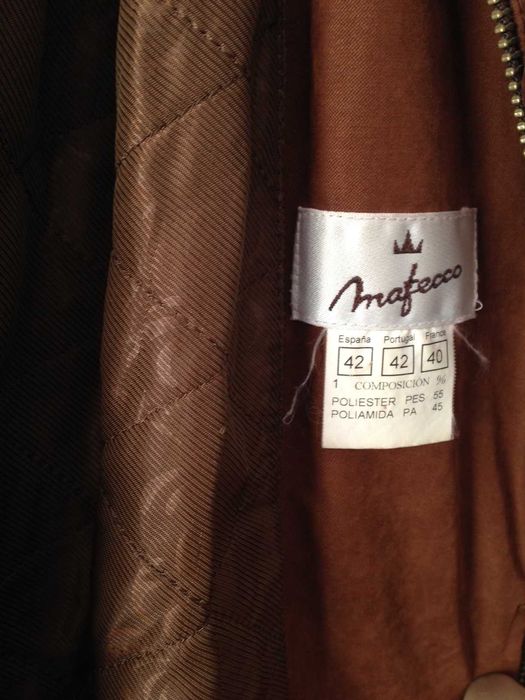 mafecco
España Portugal France
42 42 40
1 COMPOSICIÓN %
POLIESTER PES 55
POLIAMIDA PA 45